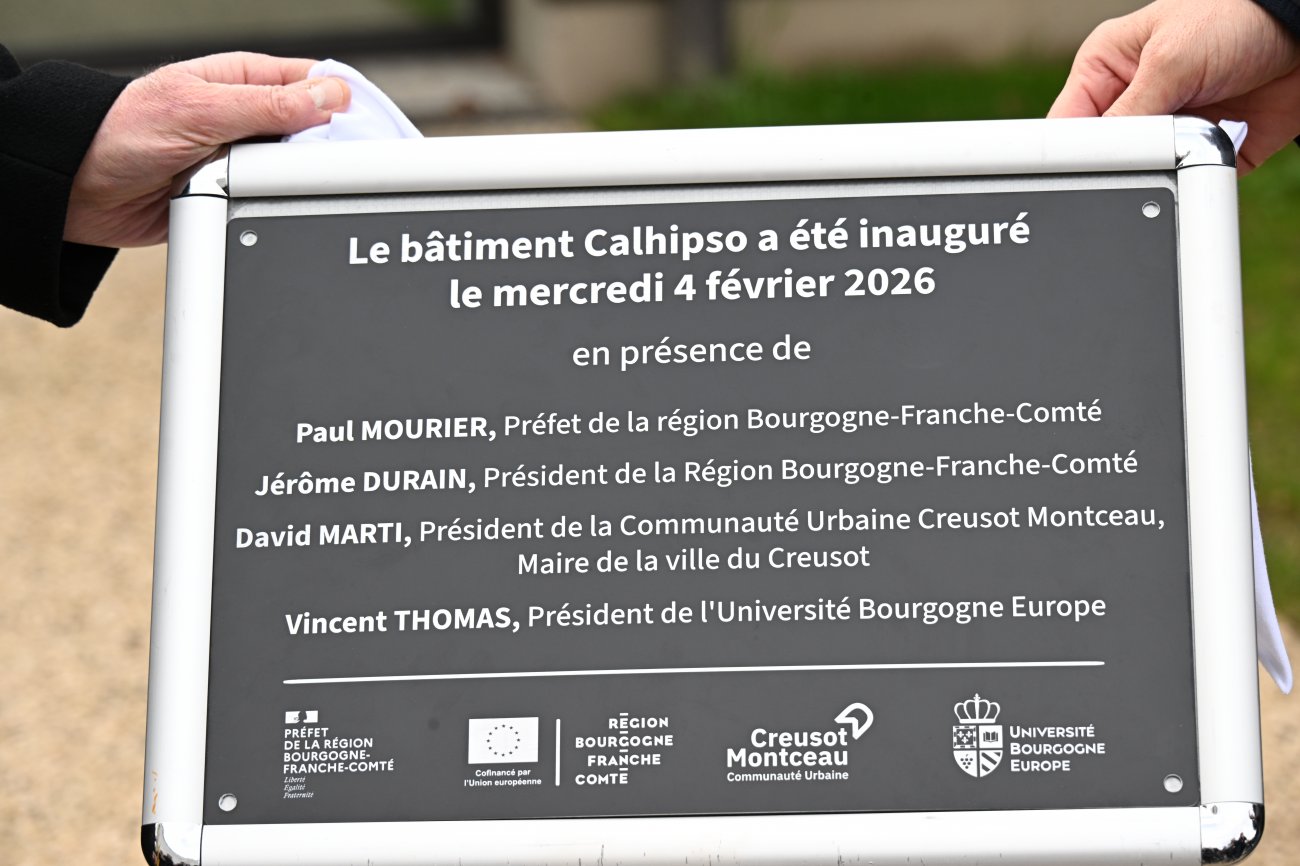 Le bâtiment Calhipso a été inauguré
le mercredi 4 février 2026
en présence de
Paul MOURIER, Préfet de la région Bourgogne-Franche-Comté
Jérôme DURAIN, Président de la Région Bourgogne-Franche-Comté
David MARTI, Président de la Communauté Urbaine Creusot Montceau,
Maire de la ville du Creusot
Vincent THOMAS, Président de l'Université Bourgogne Europe
PRÉFET
DE LA RÉGION
BOURGOGNE-
FRANCHE-COMTÉ
Liberté
Égalité
Fraternité
Cofinancé par
l'Union européenne
RÉGION
BOURGOGNE
FRANCHE
COMTÉ
Creusot
Montceau
Communauté Urbaine
UNIVERSITÉ
BOURGOGNE
EUROPE